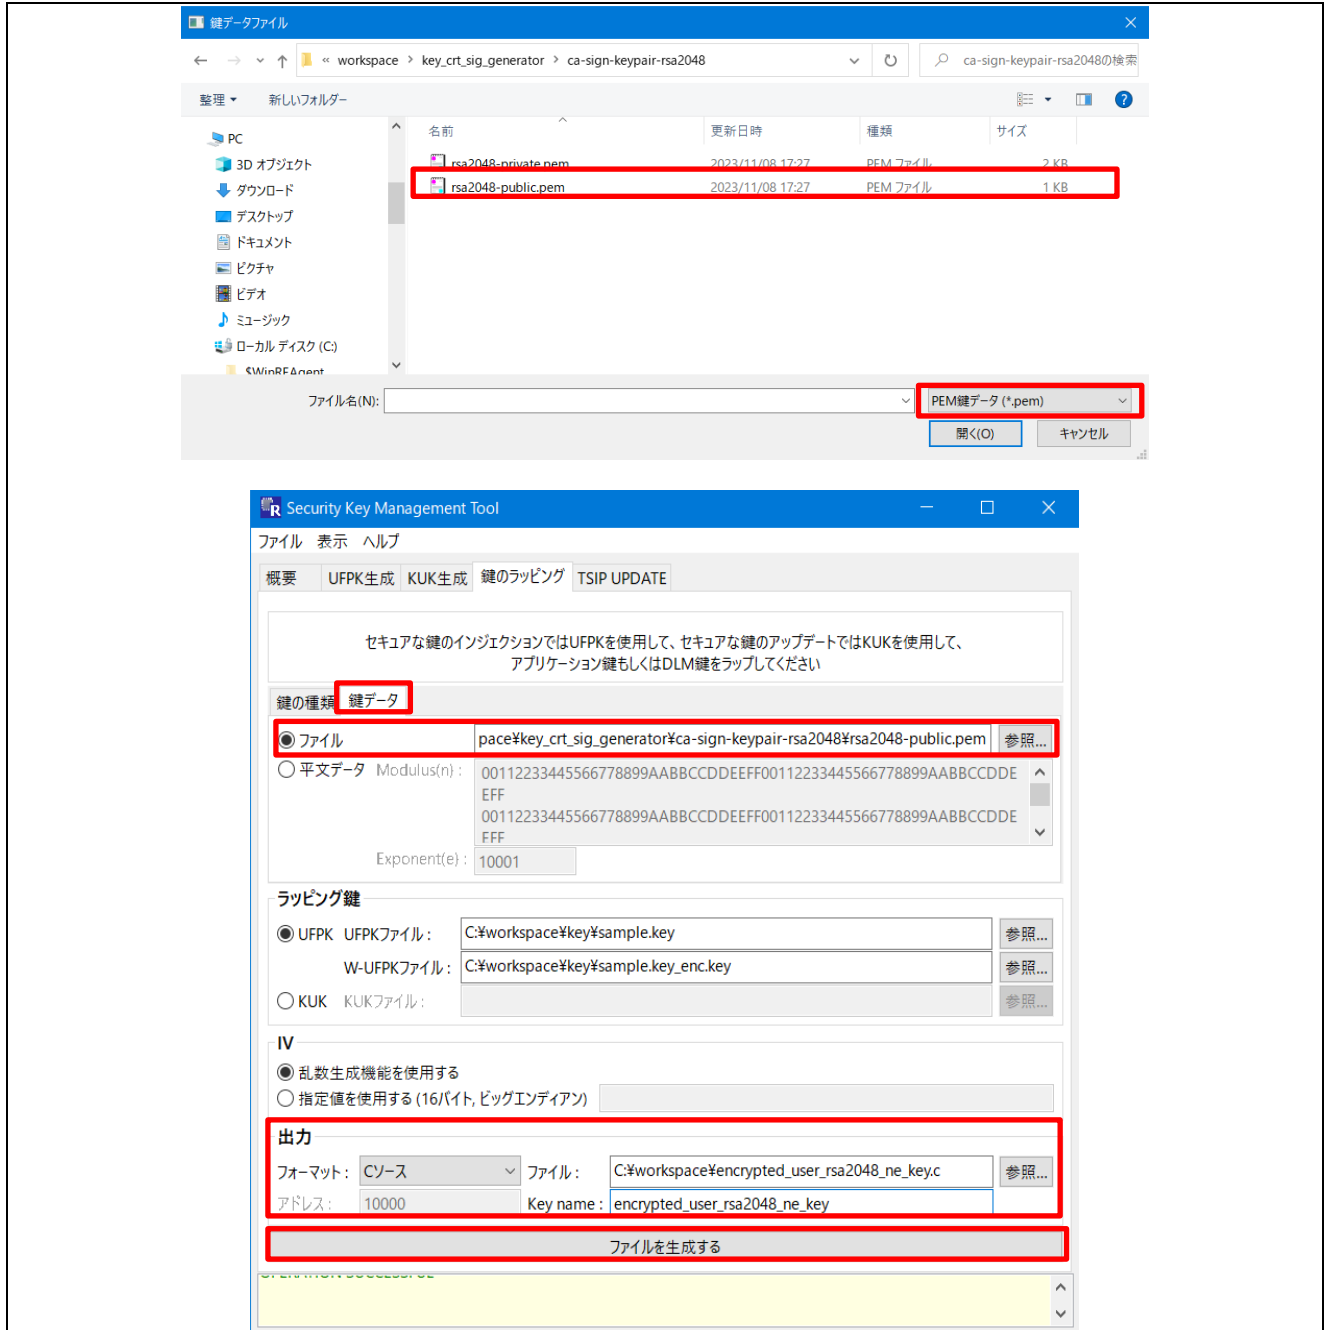 鍵データファイル
« workspace > key_crt_sig_generator > ca-sign-keypair-rsa2048
ca-sign-keypair-rsa2048の検索
整理 新しいフォルダー
名前 更新日時 種類 サイズ
PC
3D オブジェクト
ダウンロード
デスクトップ
ドキュメント
ピクチャ
ビデオ
ミュージック
ローカル ディスク (C:)
$WinREAgent
rsa2048-private.pem 2023/11/08 17:27 PEM ファイル 2 KB
rsa2048-public.pem 2023/11/08 17:27 PEM ファイル 1 KB
ファイル名(N):
PEM鍵データ (*.pem)
開く(O) キャンセル
Security Key Management Tool
ファイル 表示 ヘルプ
概要 UFPK生成 KUK生成 鍵のラッピング TSIP UPDATE
セキュアな鍵のインジェクションではUFPKを使用して、セキュアな鍵のアップデートではKUKを使用して、
アプリケーション鍵もしくはDLM鍵をラップしてください
鍵の種類 鍵データ
ファイル pace¥key_crt_sig_generator¥ca-sign-keypair-rsa2048¥rsa2048-public.pem 参照...
平文データ Modulus(n) : 00112233445566778899AABBCCDDEEFF00112233445566778899AABBCCDDE
EFF
00112233445566778899AABBCCDDEEFF00112233445566778899AABBCCDDE
EFF
Exponent(e) : 10001
ラッピング鍵
UFPK UFPKファイル : C:¥workspace¥key¥sample.key 参照...
W-UFPKファイル : C:¥workspace¥key¥sample.key_enc.key 参照...
KUK KUKファイル : 参照...
IV
乱数生成機能を使用する
指定値を使用する (16バイト, ビッグエンディアン)
出力
フォーマット : Cソース ファイル : C:¥workspace¥encrypted_user_rsa2048_ne_key.c 参照...
アドレス : 10000 Key name : encrypted_user_rsa2048_ne_key
ファイルを生成する
OPERATION SUCCESSFUL